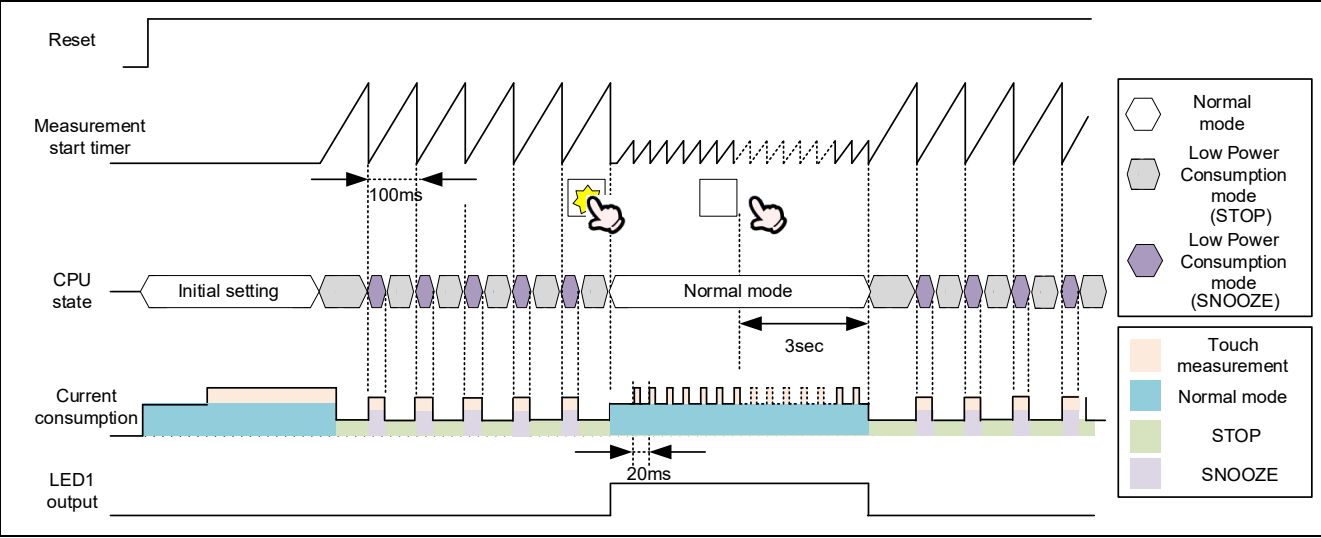 Reset
Measurement
start timer
100ms
CPU
state
Initial setting
Normal mode
3sec
Current
consumption
20ms
LED1
output
Normal
mode
Low Power
Consumption
mode
(STOP)
Low Power
Consumption
mode
(SNOOZE)
Touch
measurement
Normal mode
STOP
SNOOZE